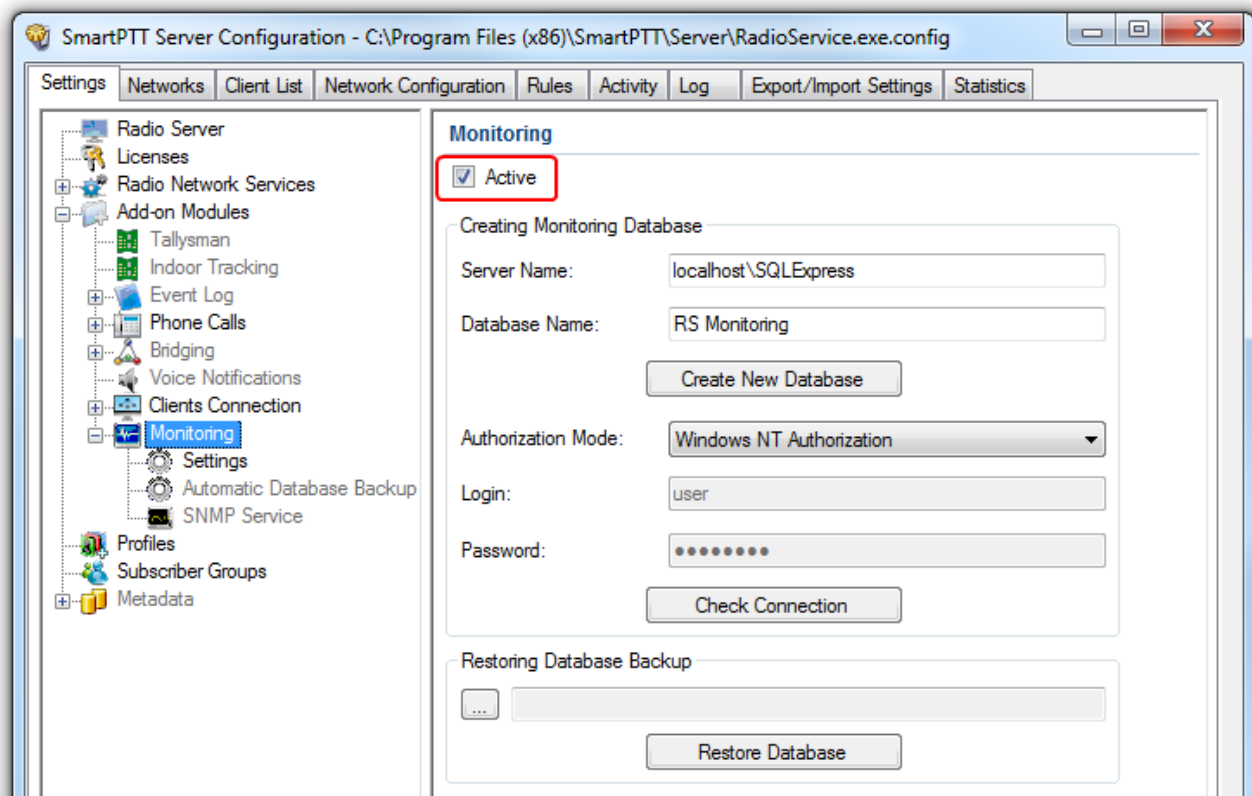 SmartPTT Server Configuration - C:\Program Files (x86)\SmartPTT\Server\RadioService.exe.config
Settings Networks Client List Network Configuration Rules Activity Log Export/Import Settings Statistics
Radio Server
Licenses
Radio Network Services
Add-on Modules
Tallysman
Indoor Tracking
Event Log
Phone Calls
Bridging
Voice Notifications
Clients Connection
Monitoring
Settings
Automatic Database Backup
SNMP Service
Profiles
Subscriber Groups
Metadata
Monitoring
Active
Creating Monitoring Database
Server Name: localhost\SQLExpress
Database Name: RS Monitoring
Create New Database
Authorization Mode: Windows NT Authorization
Login: user
Password: ••••••••
Check Connection
Restoring Database Backup
...
Restore Database